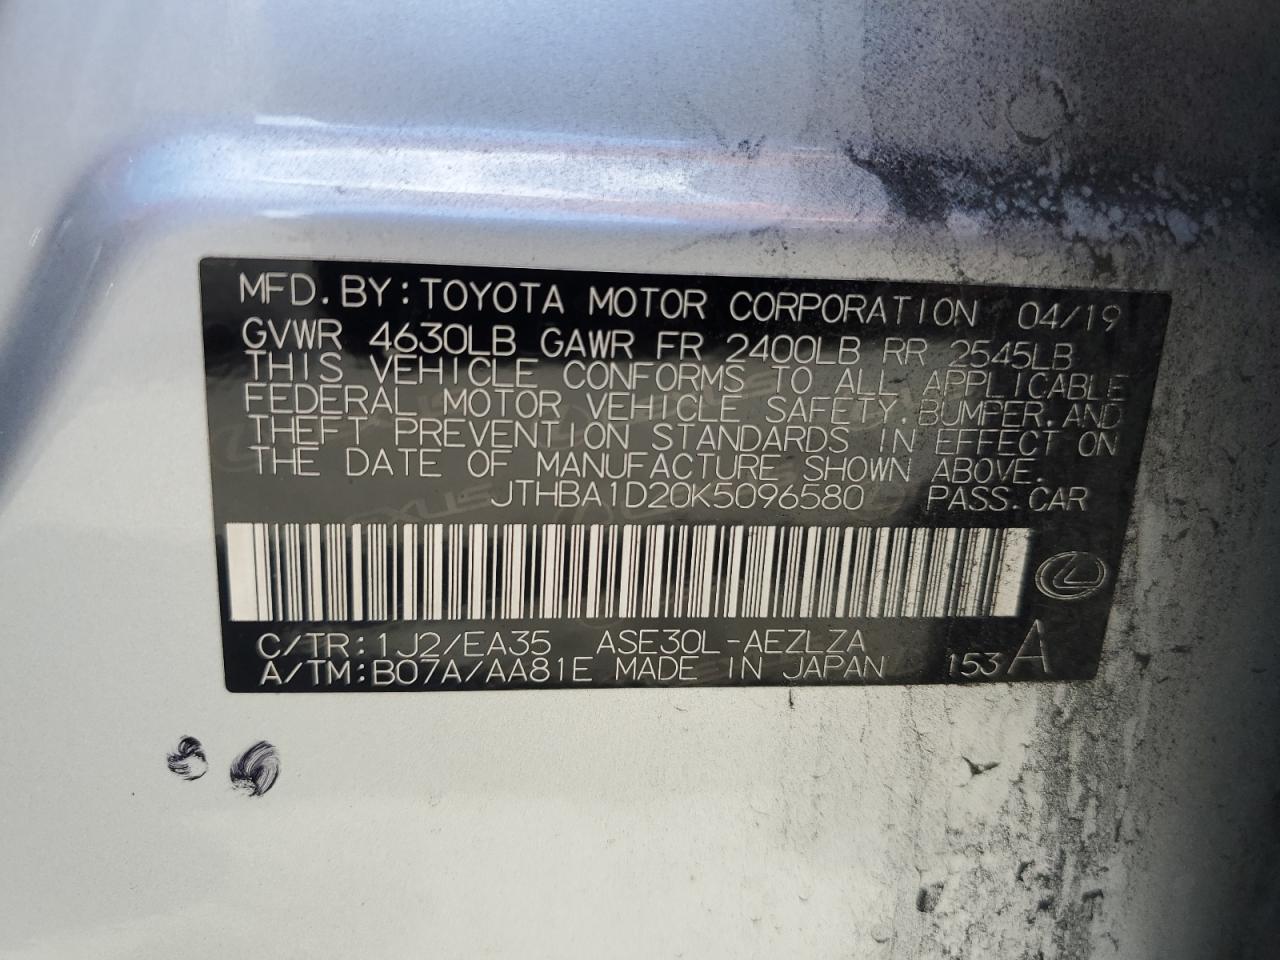 MFD. BY: TOYOTA MOTOR CORPORATION 04/19
GVWR 4630LB GAWR FR 2400LB RR 2545LB
THIS VEHICLE CONFORMS TO ALL APPLICABLE
FEDERAL MOTOR VEHICLE SAFETY, BUMPER, AND
THEFT PREVENTION STANDARDS IN EFFECT ON
THE DATE OF MANUFACTURE SHOWN ABOVE.
JTHBA1D20K5096580 PASS. CAR
C/TR: 1J2/EA35 ASE30L-AEZLZA
A/TM: B07A/AA81E MADE IN JAPAN 153 A